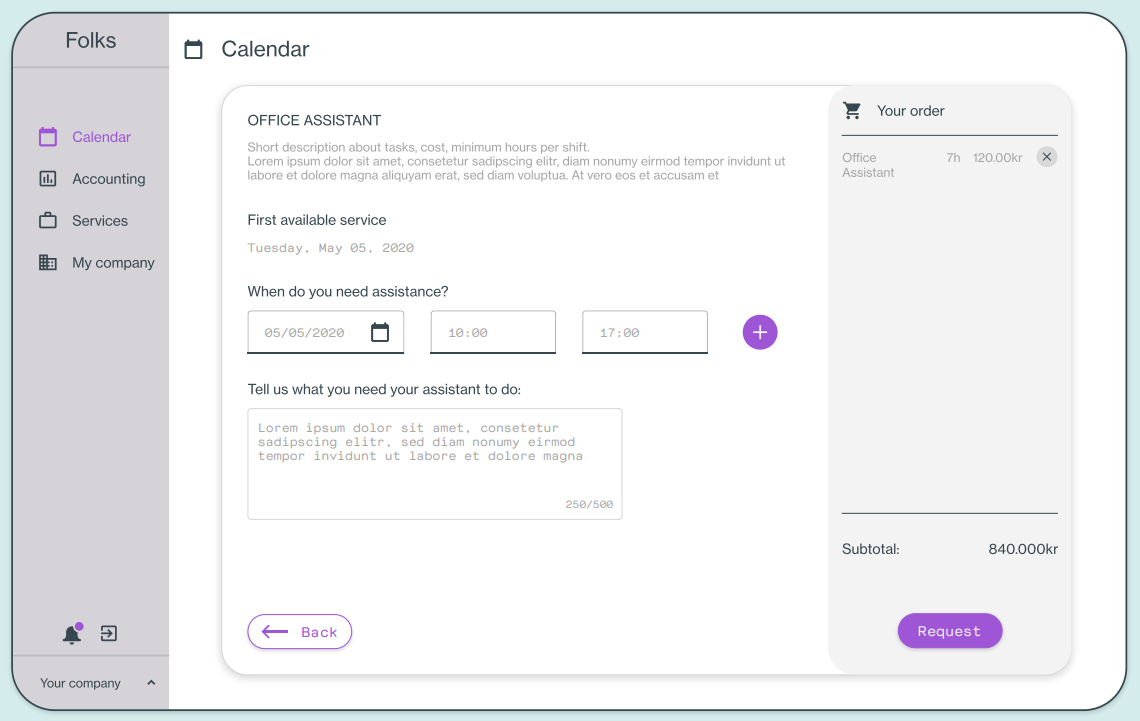 Folks
Calendar
Accounting
Services
My company
Your company
Calendar
OFFICE ASSISTANT
Short description about tasks, cost, minimum hours per shift.
Lorem ipsum dolor sit amet, consetetur sadipscing elitr, diam nonumy eirmod tempor invidunt ut
labore et dolore magna aliquyam erat, sed diam voluptua. At vero eos et accusam et
First available service
Tuesday, May 05, 2020
When do you need assistance?
05/05/2020 10:00 17:00
Tell us what you need your assistant to do:
Lorem ipsum dolor sit amet, consetetur
sadipscing elitr, sed diam nonumy eirmod
tempor invidunt ut labore et dolore magna
250/500
Back
Your order
Office 7h 120.00kr
Assistant
Subtotal: 840.000kr
Request